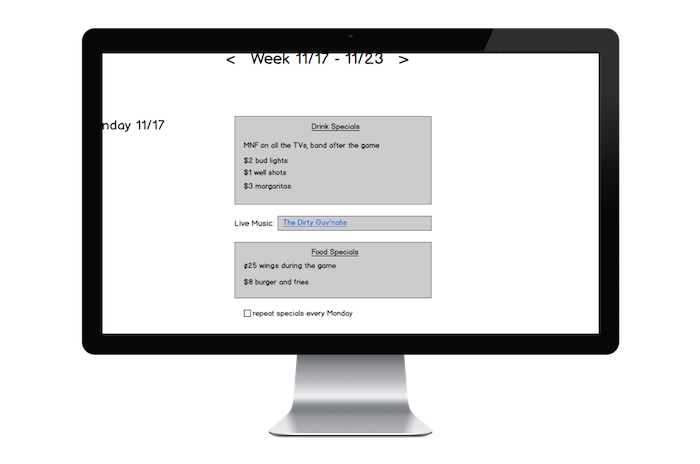 < Week 11/17 - 11/23 >
nday 11/17
Drink Specials
MNF on all the TVs, band after the game
$2 bud lights
$1 well shots
$3 margaritas
Live Music: The Dirty Guv'nahs
Food Specials
¢25 wings during the game
$8 burger and fries
repeat specials every Monday